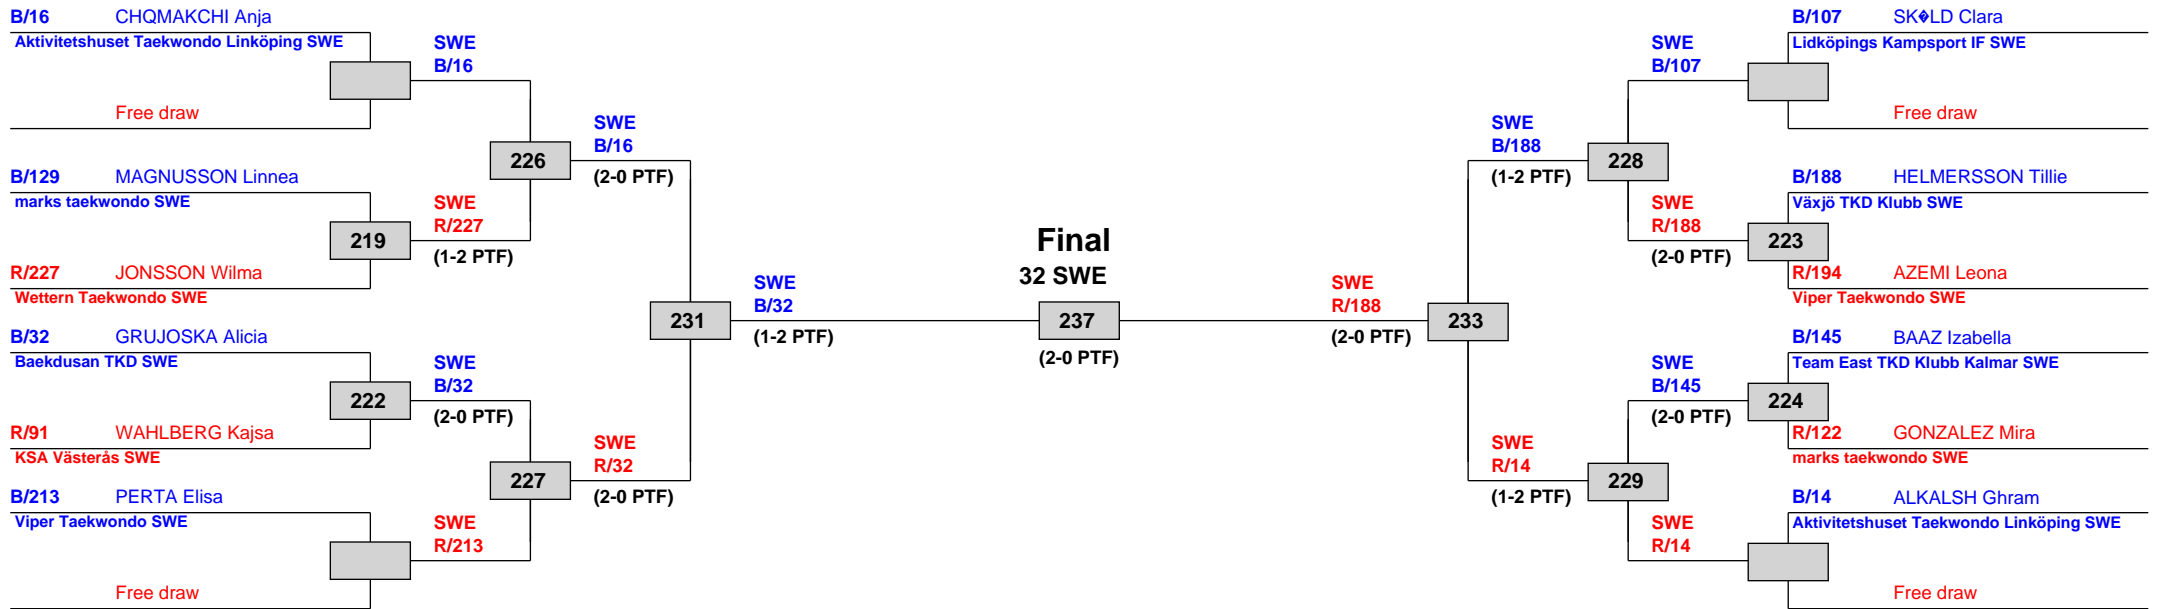 B/16 CHQMAKCHI Anja
Aktivitetshuset Taekwondo Linköping SWE
Free draw
SWE
B/16
B/129 MAGNUSSON Linnea
marks taekwondo SWE
219
R/227 JONSSON Wilma
Wettern Taekwondo SWE
SWE
R/227
(1-2 PTF)
226
SWE
B/16
(2-0 PTF)
B/32 GRUJOSKA Alicia
Baekdusan TKD SWE
222
R/91 WAHLBERG Kajsa
KSA Västerås SWE
SWE
B/32
(2-0 PTF)
B/213 PERTA Elisa
Viper Taekwondo SWE
Free draw
SWE
R/213
227
SWE
R/32
(2-0 PTF)
231
SWE
B/32
(1-2 PTF)
Final
32 SWE
237
(2-0 PTF)
SWE
R/188
(2-0 PTF)
233
SWE
B/188
(1-2 PTF)
228
SWE
B/107
B/107 SK�LD Clara
Lidköpings Kampsport IF SWE
Free draw
SWE
R/188
(2-0 PTF)
223
B/188 HELMERSSON Tillie
Växjö TKD Klubb SWE
R/194 AZEMI Leona
Viper Taekwondo SWE
SWE
R/14
(1-2 PTF)
229
SWE
B/145
(2-0 PTF)
224
B/145 BAAZ Izabella
Team East TKD Klubb Kalmar SWE
R/122 GONZALEZ Mira
marks taekwondo SWE
SWE
R/14
B/14 ALKALSH Ghram
Aktivitetshuset Taekwondo Linköping SWE
Free draw